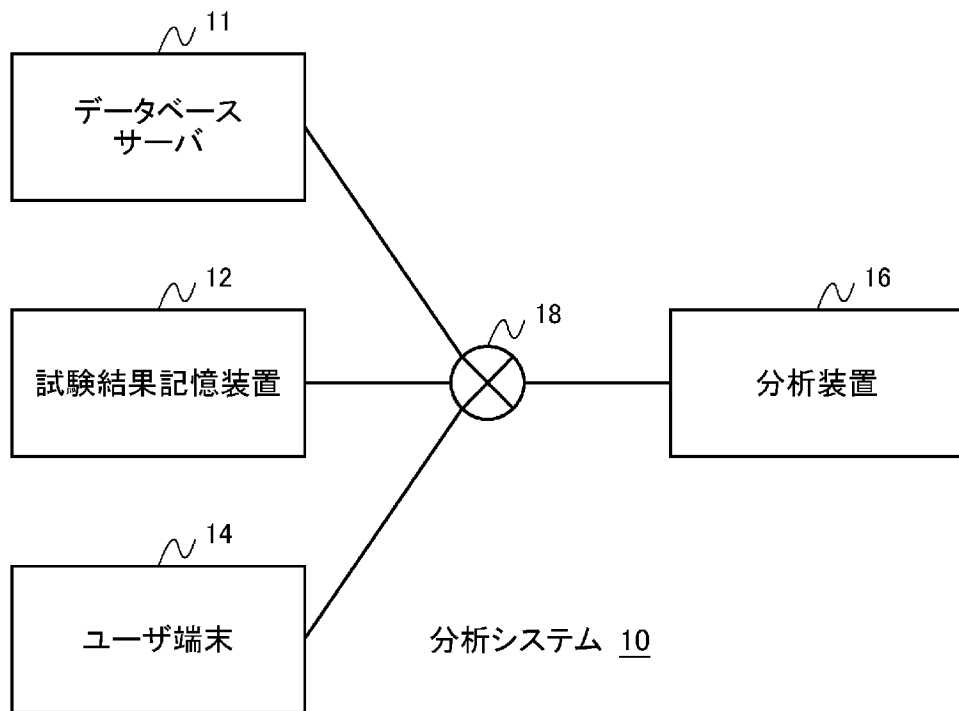 11
データベース
サーバ
12
試験結果記憶装置
18
16
分析装置
14
ユーザ端末
分析システム 10